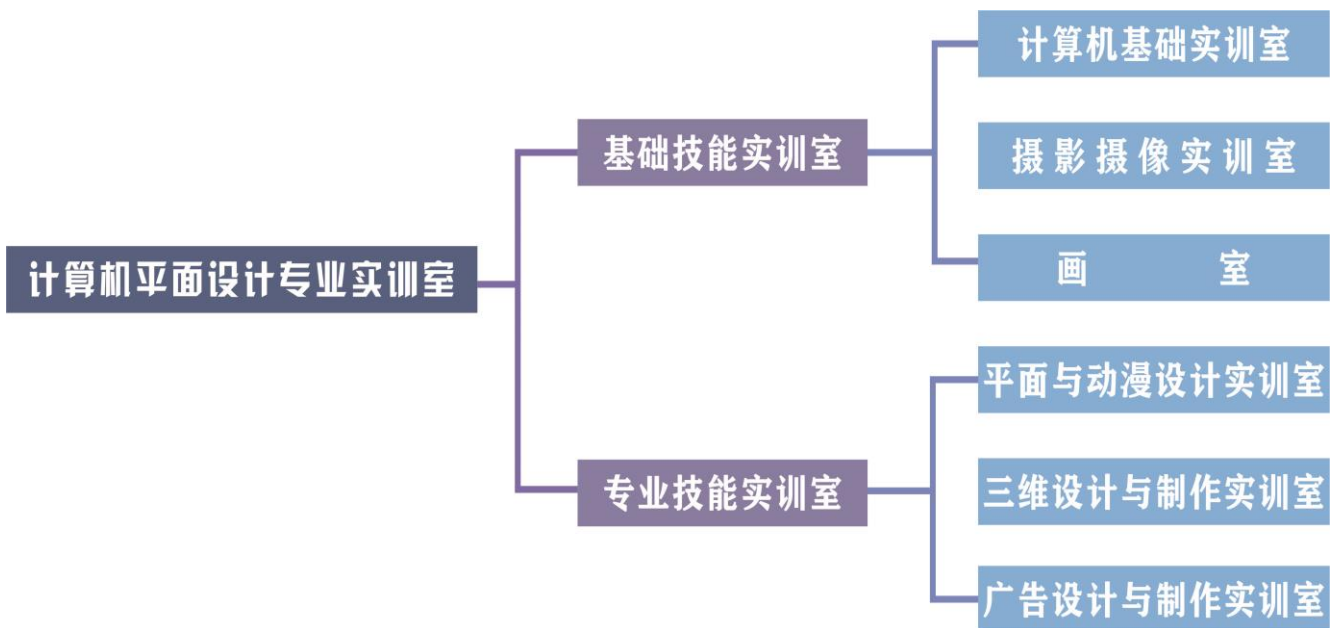 计算机平面设计专业实训室
基础技能实训室
计算机基础实训室
摄影摄像实训室
画室
专业技能实训室
平面与动漫设计实训室
三维设计与制作实训室
广告设计与制作实训室